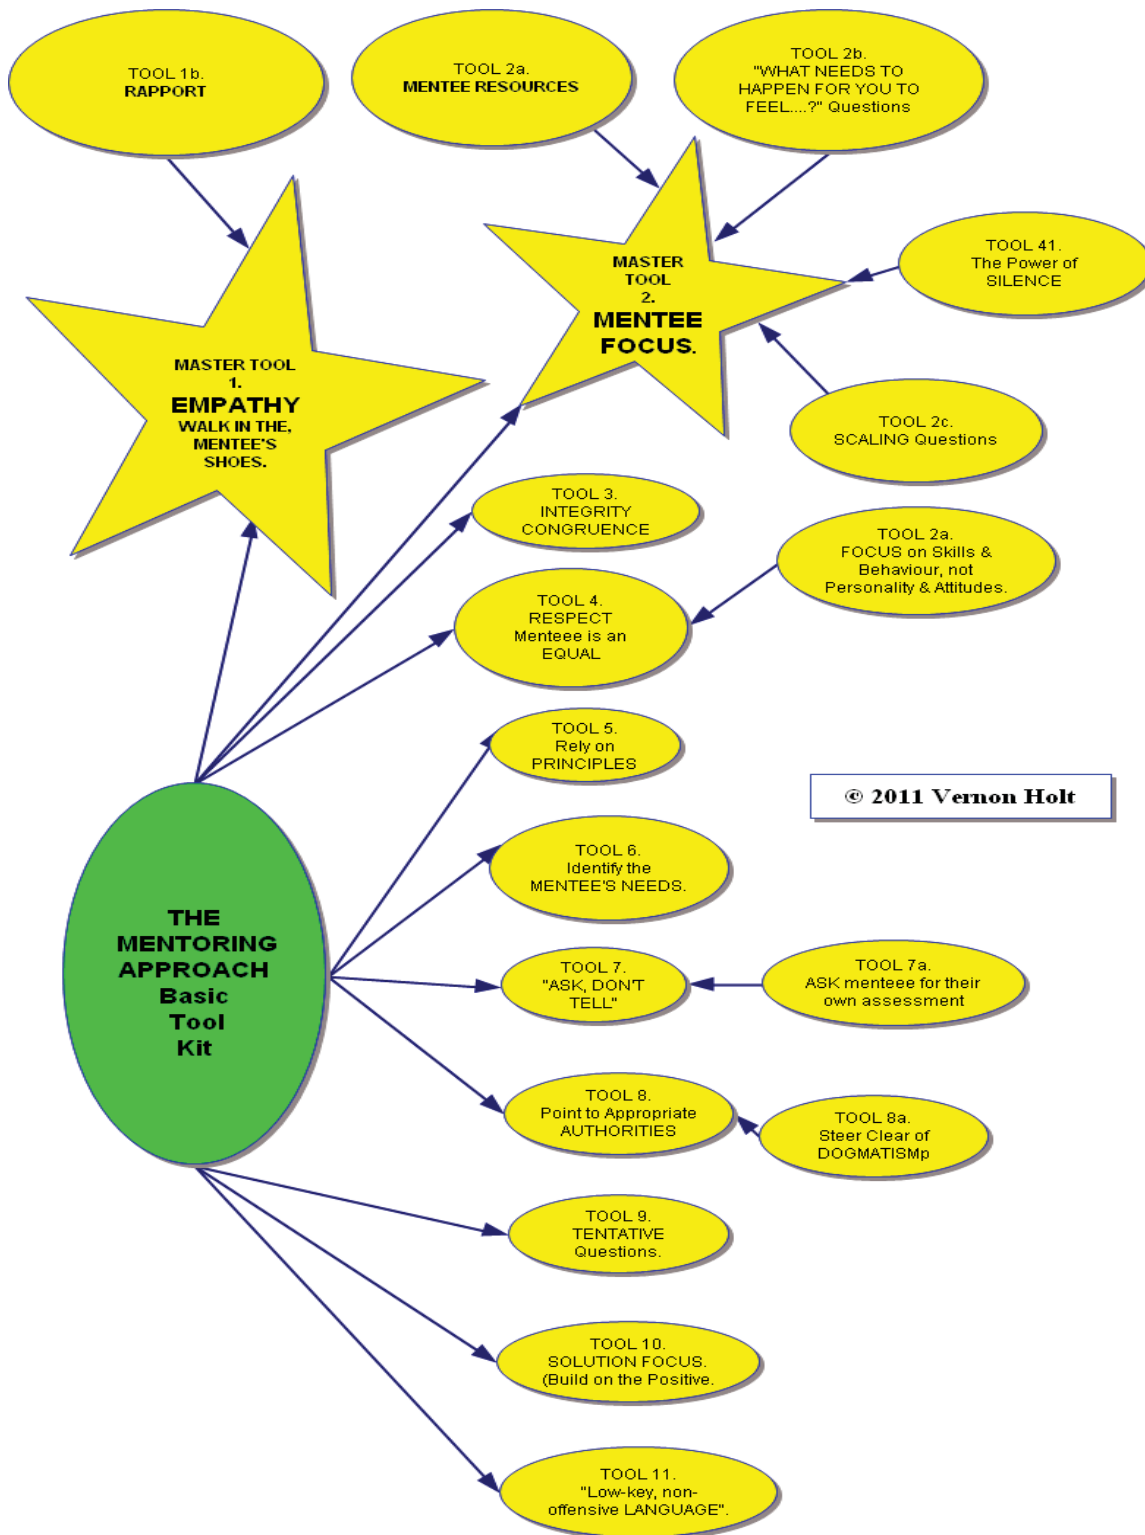 TOOL 1b.
RAPPORT
TOOL 2a.
MENTEE RESOURCES
TOOL 2b.
"WHAT NEEDS TO
HAPPEN FOR YOU TO
FEEL....?" Questions
MASTER TOOL
1.
EMPATHY
WALK IN THE,
MENTEE'S
SHOES.
MASTER
TOOL
2.
MENTEE
FOCUS.
TOOL 41.
The Power of
SILENCE
TOOL 2c.
SCALING Questions
TOOL 3.
INTEGRITY
CONGRUENCE
TOOL 2a.
FOCUS on Skills &
Behaviour, not
Personality & Attitudes.
TOOL 4.
RESPECT
Menteee is an
EQUAL
TOOL 5.
Rely on
PRINCIPLES
© 2011 Vernon Holt
TOOL 6.
Identify the
MENTEE'S NEEDS.
THE
MENTORING
APPROACH
Basic
Tool
Kit
TOOL 7.
"ASK, DON'T
TELL"
TOOL 7a.
ASK menteee for their
own assessment
TOOL 8.
Point to Appropriate
AUTHORITIES
TOOL 8a.
Steer Clear of
DOGMATISMp
TOOL 9.
TENTATIVE
Questions.
TOOL 10.
SOLUTION FOCUS.
(Build on the Positive.
TOOL 11.
"Low-key, non-
offensive LANGUAGE".